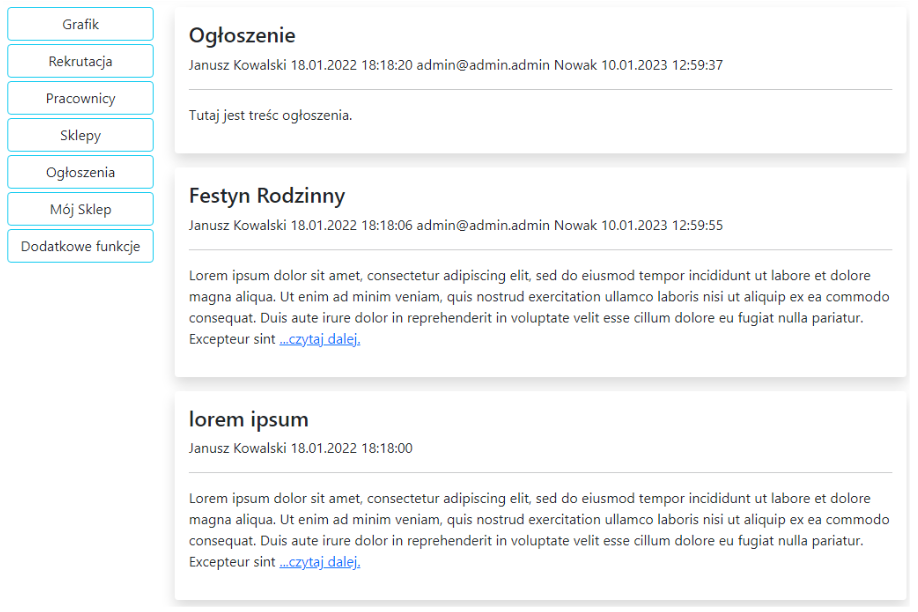 Grafik
Rekrutacja
Pracownicy
Sklepy
Ogłoszenia
Mój Sklep
Dodatkowe funkcje
Ogłoszenie
Janusz Kowalski 18.01.2022 18:18:20 admin@admin.admin Nowak 10.01.2023 12:59:37
Tutaj jest treśc ogłoszenia.
Festyn Rodzinny
Janusz Kowalski 18.01.2022 18:18:06 admin@admin.admin Nowak 10.01.2023 12:59:55
Lorem ipsum dolor sit amet, consectetur adipiscing elit, sed do eiusmod tempor incididunt ut labore et dolore
magna aliqua. Ut enim ad minim veniam, quis nostrud exercitation ullamco laboris nisi ut aliquip ex ea commodo
consequat. Duis aute irure dolor in reprehenderit in voluptate velit esse cillum dolore eu fugiat nulla pariatur.
Excepteur sint ...czytaj dalej.
lorem ipsum
Janusz Kowalski 18.01.2022 18:18:00
Lorem ipsum dolor sit amet, consectetur adipiscing elit, sed do eiusmod tempor incididunt ut labore et dolore
magna aliqua. Ut enim ad minim veniam, quis nostrud exercitation ullamco laboris nisi ut aliquip ex ea commodo
consequat. Duis aute irure dolor in reprehenderit in voluptate velit esse cillum dolore eu fugiat nulla pariatur.
Excepteur sint ...czytaj dalej.